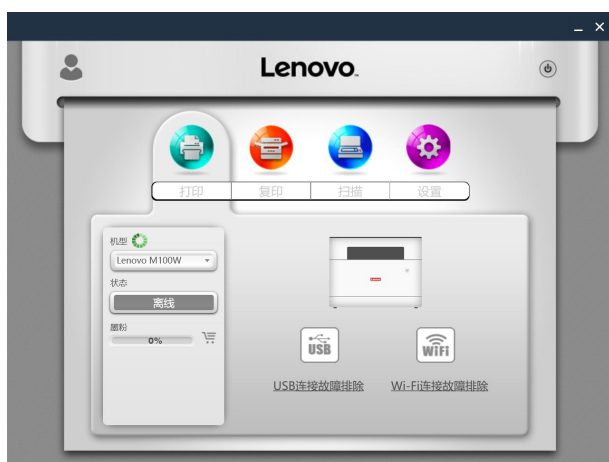 Lenovo.
打印 复印 扫描 设置
机型
Lenovo M100W
状态
离线
墨粉
0%
USB
WiFi
USB连接故障排除 Wi-Fi连接故障排除